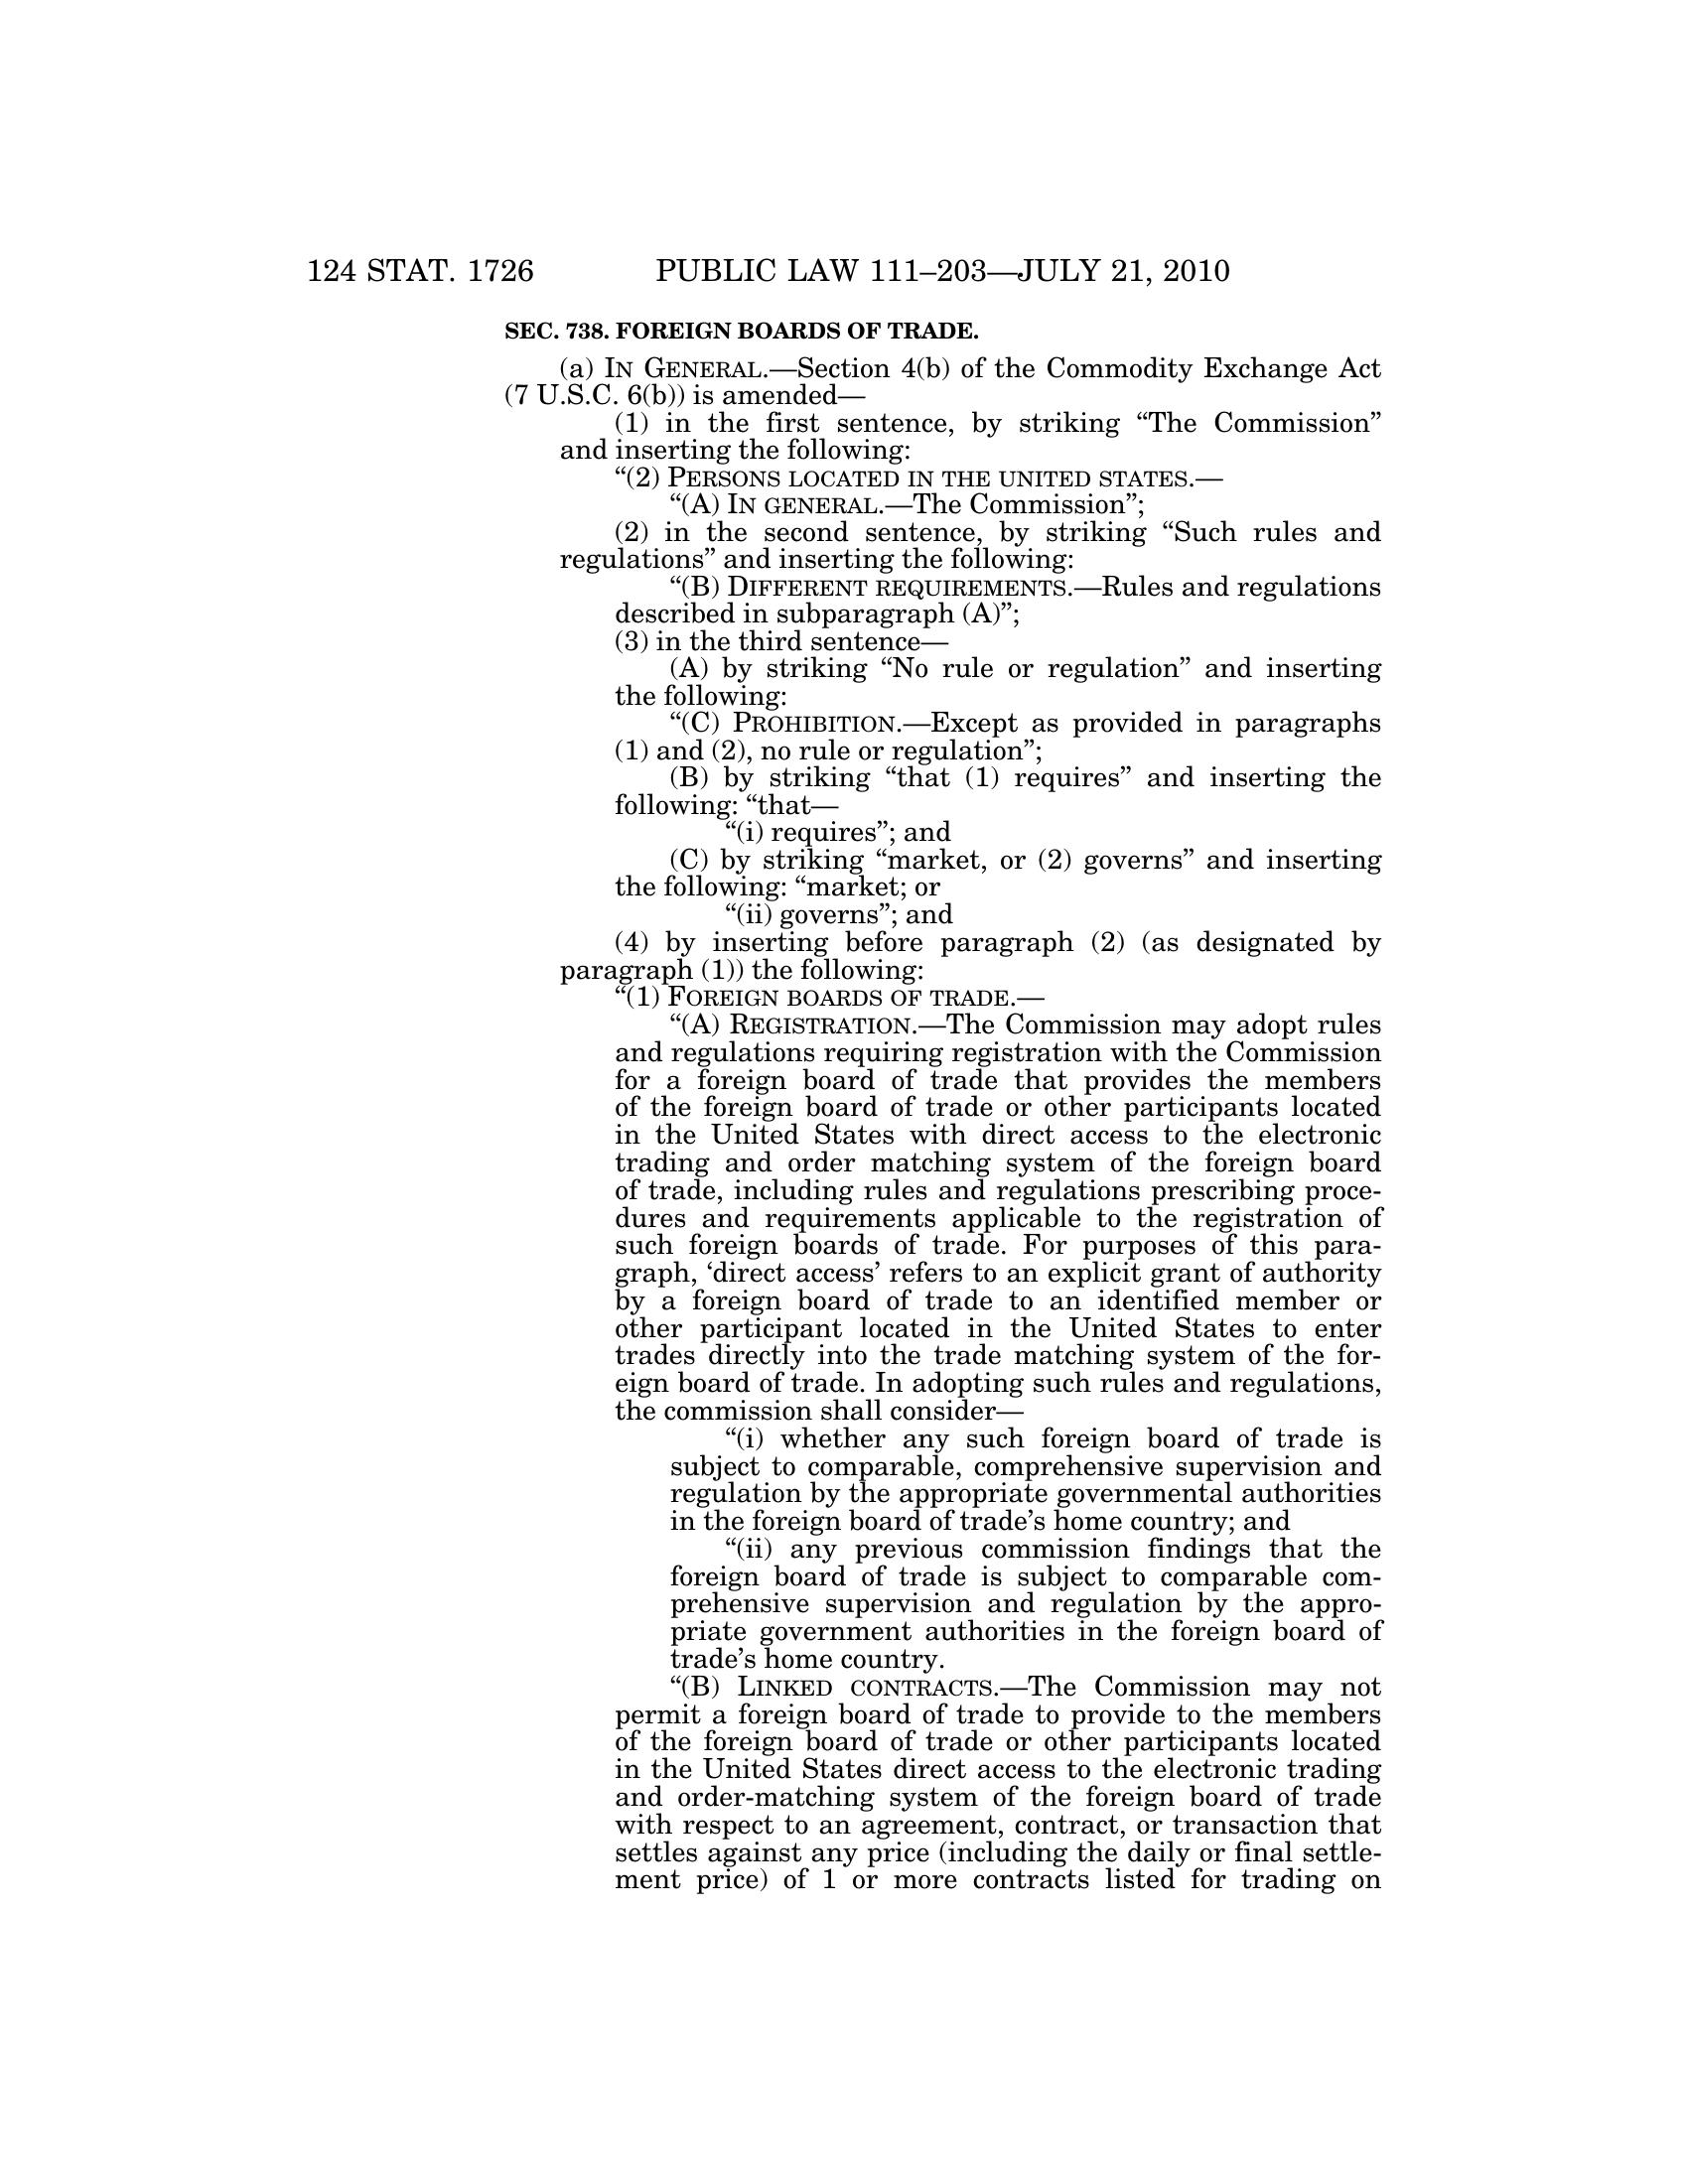 124 STAT. 1726 PUBLIC LAW 111–203—JULY 21, 2010
SEC. 738. FOREIGN BOARDS OF TRADE.
(a) IN GENERAL.—Section 4(b) of the Commodity Exchange Act
(7 U.S.C. 6(b)) is amended—
(1) in the first sentence, by striking “The Commission”
and inserting the following:
“(2) PERSONS LOCATED IN THE UNITED STATES.—
“(A) IN GENERAL.—The Commission”;
(2) in the second sentence, by striking “Such rules and
regulations” and inserting the following:
“(B) DIFFERENT REQUIREMENTS.—Rules and regulations
described in subparagraph (A)”;
(3) in the third sentence—
(A) by striking “No rule or regulation” and inserting
the following:
“(C) PROHIBITION.—Except as provided in paragraphs
(1) and (2), no rule or regulation”;
(B) by striking “that (1) requires” and inserting the
following: “that—
“(i) requires”; and
(C) by striking “market, or (2) governs” and inserting
the following: “market; or
“(ii) governs”; and
(4) by inserting before paragraph (2) (as designated by
paragraph (1)) the following:
“(1) FOREIGN BOARDS OF TRADE.—
“(A) REGISTRATION.—The Commission may adopt rules
and regulations requiring registration with the Commission
for a foreign board of trade that provides the members
of the foreign board of trade or other participants located
in the United States with direct access to the electronic
trading and order matching system of the foreign board
of trade, including rules and regulations prescribing proce-
dures and requirements applicable to the registration of
such foreign boards of trade. For purposes of this para-
graph, ‘direct access’ refers to an explicit grant of authority
by a foreign board of trade to an identified member or
other participant located in the United States to enter
trades directly into the trade matching system of the for-
eign board of trade. In adopting such rules and regulations,
the commission shall consider—
“(i) whether any such foreign board of trade is
subject to comparable, comprehensive supervision and
regulation by the appropriate governmental authorities
in the foreign board of trade’s home country; and
“(ii) any previous commission findings that the
foreign board of trade is subject to comparable com-
prehensive supervision and regulation by the appro-
priate government authorities in the foreign board of
trade’s home country.
“(B) LINKED CONTRACTS.—The Commission may not
permit a foreign board of trade to provide to the members
of the foreign board of trade or other participants located
in the United States direct access to the electronic trading
and order-matching system of the foreign board of trade
with respect to an agreement, contract, or transaction that
settles against any price (including the daily or final settle-
ment price) of 1 or more contracts listed for trading on